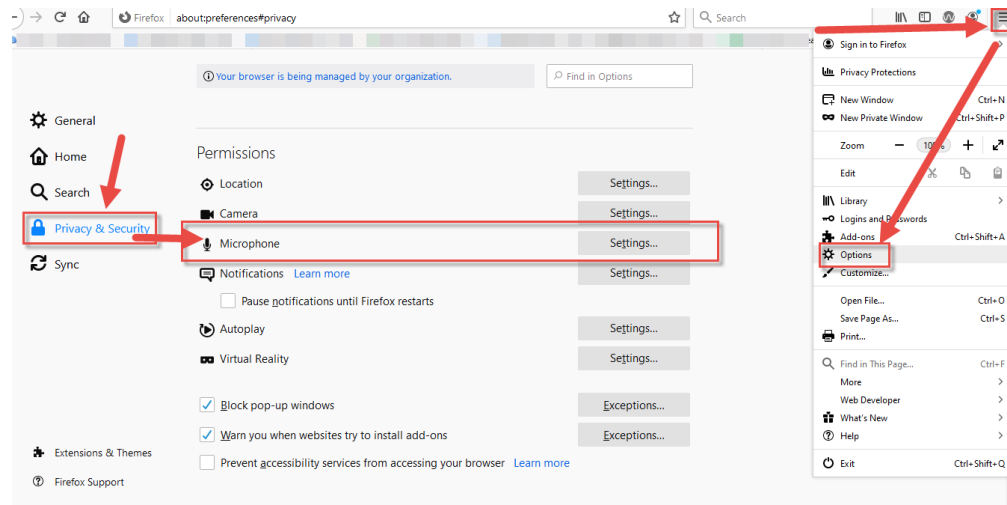 Firefox about:preferences#privacy Search
Your browser is being managed by your organization. Find in Options
General
Home
Search
Privacy & Security
Sync
Extensions & Themes
Firefox Support
Permissions
Location Settings...
Camera Settings...
Microphone Settings...
Notifications Learn more Settings...
Pause notifications until Firefox restarts
Autoplay Settings...
Virtual Reality Settings...
Block pop-up windows Exceptions...
Warn you when websites try to install add-ons Exceptions...
Prevent accessibility services from accessing your browser Learn more
Sign in to Firefox
Privacy Protections
New Window Ctrl+N
New Private Window Ctrl+Shift+P
Zoom 100%
Edit
Library
Logins and Passwords
Add-ons Ctrl+Shift+A
Options
Customize...
Open File... Ctrl+O
Save Page As... Ctrl+S
Print...
Find in This Page... Ctrl+F
More
Web Developer
What's New
Help
Exit Ctrl+Shift+Q